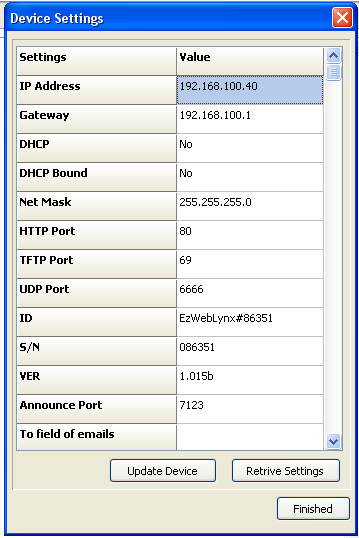 Device Settings
Settings Value
IP Address 192.168.100.40
Gateway 192.168.100.1
DHCP No
DHCP Bound No
Net Mask 255.255.255.0
HTTP Port 80
TFTP Port 69
UDP Port 6666
ID EzWebLynx#86351
S/N 086351
VER 1.015b
Announce Port 7123
To field of emails
Update Device Retrive Settings
Finished